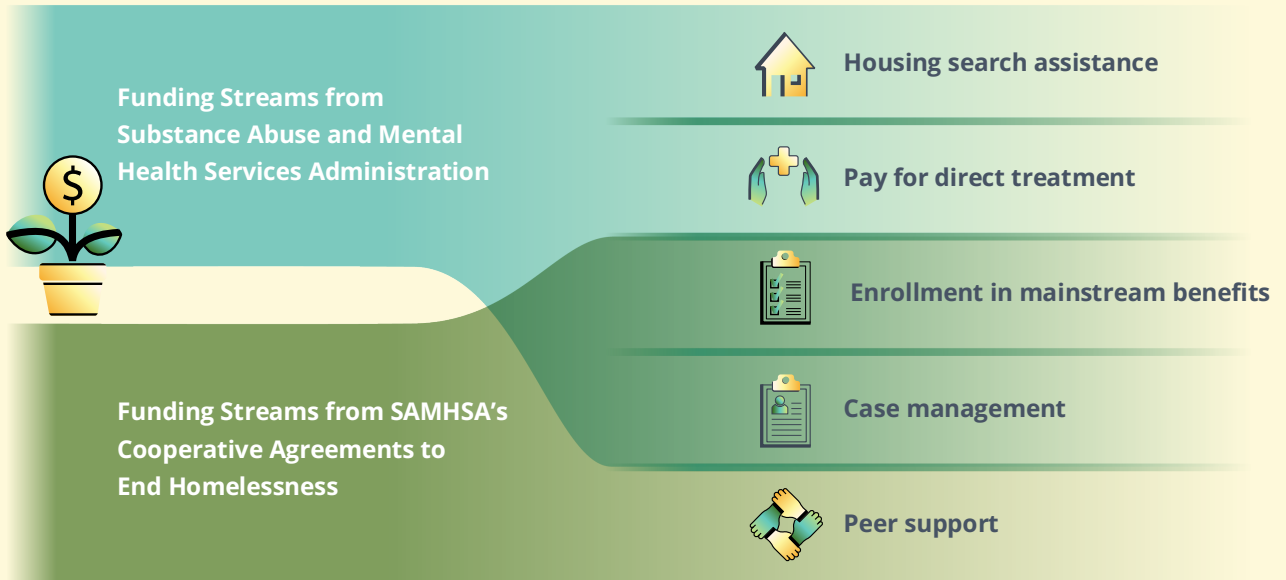 Funding Streams from
Substance Abuse and Mental
Health Services Administration
$
Funding Streams from SAMHSA’s
Cooperative Agreements to
End Homelessness
Housing search assistance
Pay for direct treatment
Enrollment in mainstream benefits
Case management
Peer support